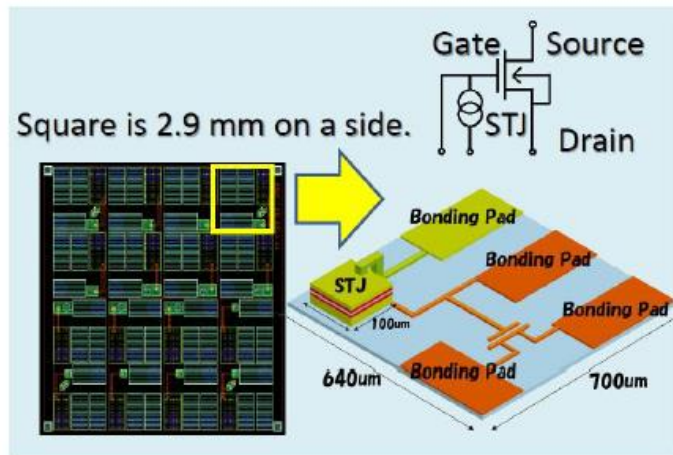 Gate Source
STJ
Drain
Square is 2.9 mm on a side.
Bonding Pad
Bonding Pad
Bonding Pad
Bonding Pad
STJ
100um
640um
700um